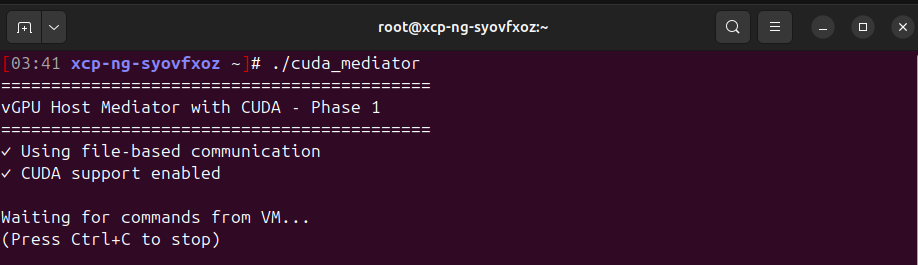 root@xcp-ng-syovfxoz:~
[03:41 xcp-ng-syovfxoz ~]# ./cuda_mediator
===========================================
vGPU Host Mediator with CUDA - Phase 1
===========================================
✓ Using file-based communication
✓ CUDA support enabled
Waiting for commands from VM...
(Press Ctrl+C to stop)